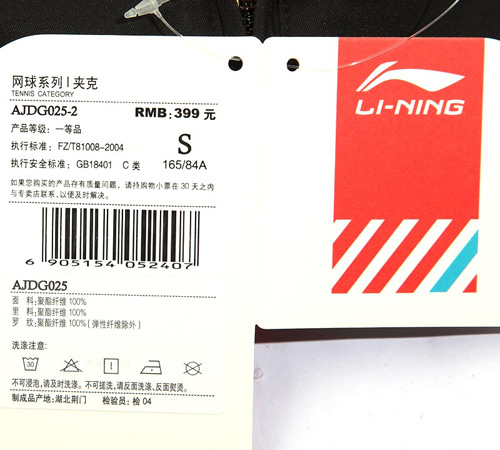 网球系列 | 夹克
TENNIS CATEGORY
AJDG025-2 RMB: 399 元
产品等级: 一等品
执行标准: FZ/T81008-2004 S
执行安全标准: GB18401 C 类 165/84A
如果您购买的产品存有质量问题, 请持购物小票在 30 天之内
与专卖店联系,以便及时解决。
6 905154 052407
AJDG025
面 料:聚酯纤维 100%
里 料:聚酯纤维 100%
罗 纹:聚酯纤维 100% (弹性纤维除外)
洗涤注意:
30
不可浸泡,请及时洗涤。不可搓洗,请反面洗涤、反面熨烫。
制成品产地:湖北荆门 检验员: 检 04
LI-NING